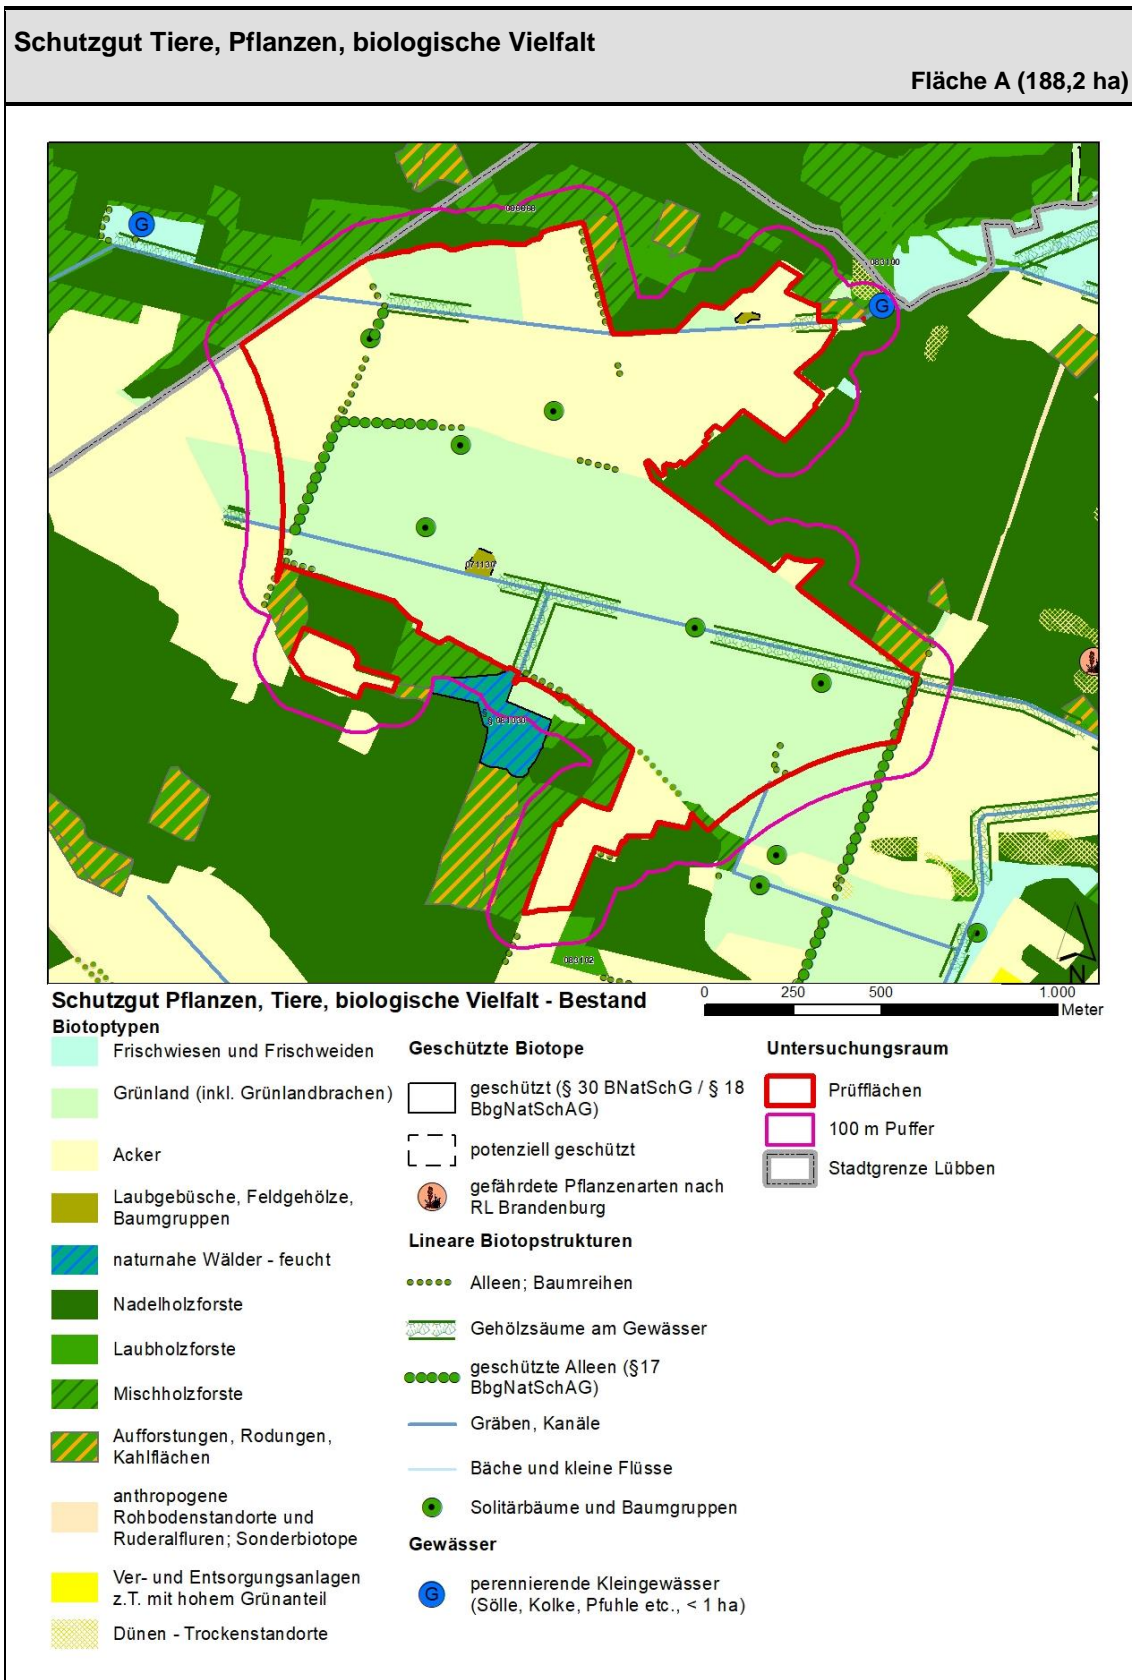 Schutzgut Tiere, Pflanzen, biologische Vielfalt
Fläche A (188,2 ha)
G
G
071130
083102
N
Schutzgut Pflanzen, Tiere, biologische Vielfalt - Bestand
0 250 500 1.000
Meter
Biotoptypen
Frischwiesen und Frischweiden
Grünland (inkl. Grünlandbrachen)
Acker
Laubgebüsche, Feldgehölze,
Baumgruppen
naturnahe Wälder - feucht
Nadelholzforste
Laubholzforste
Mischholzforste
Aufforstungen, Rodungen,
Kahlflächen
anthropogene
Rohbodenstandorte und
Ruderalfluren; Sonderbiotope
Ver- und Entsorgungsanlagen
z.T. mit hohem Grünanteil
Dünen - Trockenstandorte
Geschützte Biotope
geschützt (§ 30 BNatSchG / § 18
BbgNatSchAG)
potenziell geschützt
gefährdete Pflanzenarten nach
RL Brandenburg
Lineare Biotopstrukturen
Alleen; Baumreihen
Gehölzsäume am Gewässer
geschützte Alleen (§17
BbgNatSchAG)
Gräben, Kanäle
Bäche und kleine Flüsse
Solitärbäume und Baumgruppen
Gewässer
G
perennierende Kleingewässer
(Sölle, Kolke, Pfuhle etc., < 1 ha)
Untersuchungsraum
Prüfflächen
100 m Puffer
Stadtgrenze Lübben